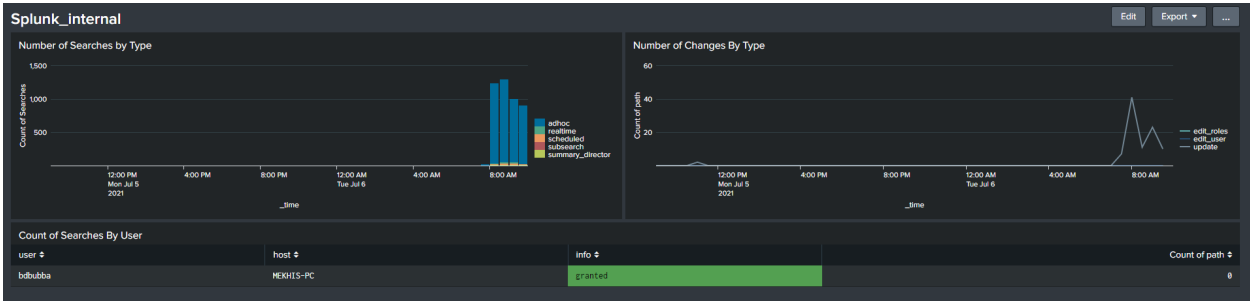 Splunk_internal
Edit
Export
...
Number of Searches by Type
1,500
1,000
500
Count of Searches
12:00 PM
Mon Jul 5
2021
4:00 PM
8:00 PM
12:00 AM
Tue Jul 6
4:00 AM
8:00 AM
_time
adhoc
realtime
scheduled
subsearch
summary_director
Number of Changes By Type
60
40
20
Count of path
12:00 PM
Mon Jul 5
2021
4:00 PM
8:00 PM
12:00 AM
Tue Jul 6
4:00 AM
8:00 AM
_time
edit_roles
edit_user
update
Count of Searches By User
user host info Count of path
bdbubba MEKHIS-PC granted 0